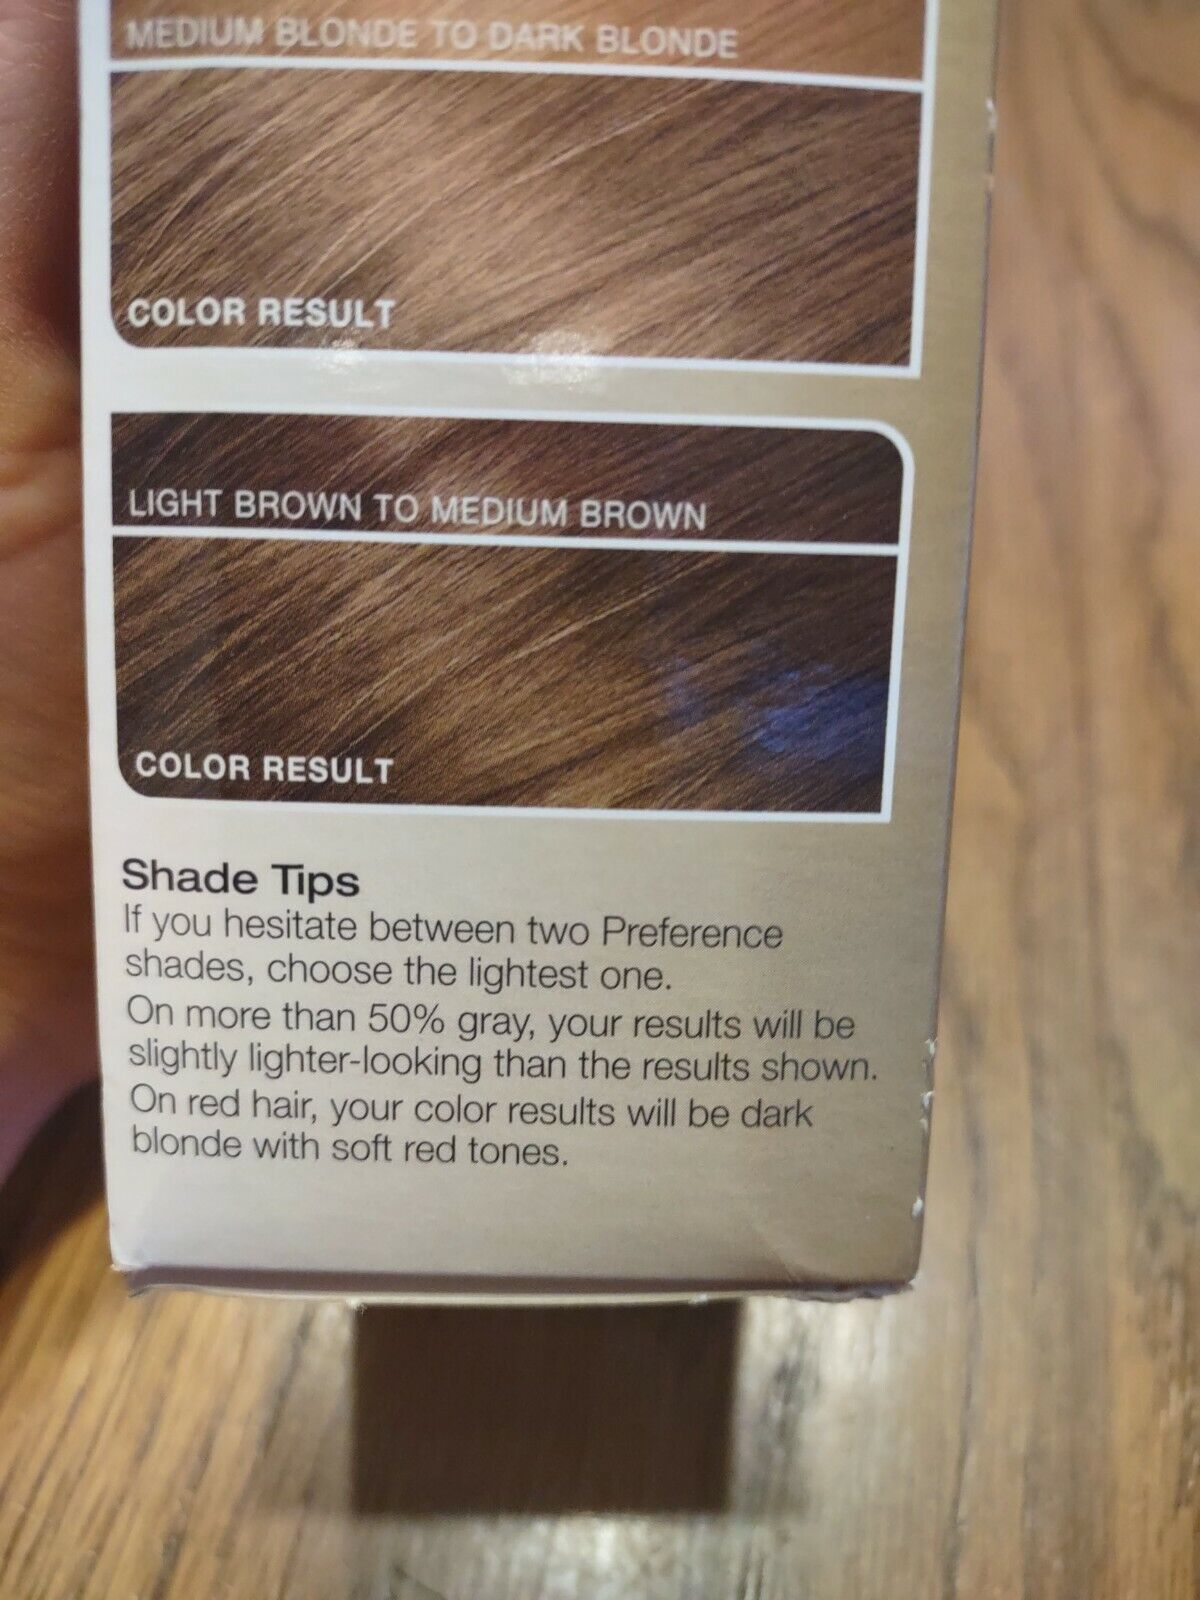 MEDIUM BLONDE TO DARK BLONDE
COLOR RESULT
LIGHT BROWN TO MEDIUM BROWN
COLOR RESULT
Shade Tips
If you hesitate between two Preference
shades, choose the lightest one.
On more than 50% gray, your results will be
slightly lighter-looking than the results shown.
On red hair, your color results will be dark
blonde with soft red tones.